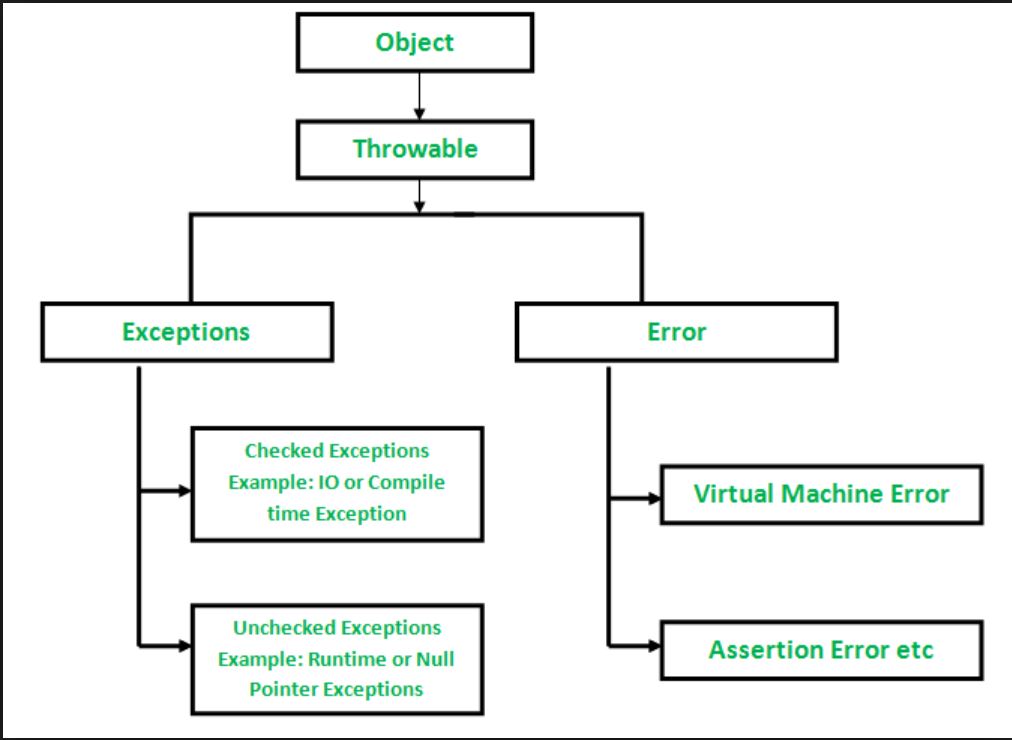 Object
Throwable
Exceptions
Error
Checked Exceptions
Example: IO or Compile
time Exception
Virtual Machine Error
Unchecked Exceptions
Example: Runtime or Null
Pointer Exceptions
Assertion Error etc